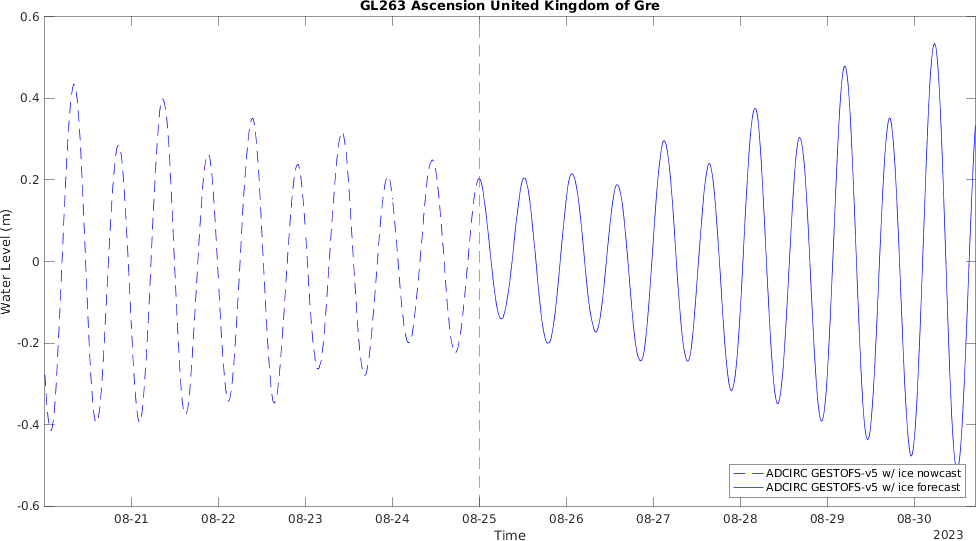 GL263 Ascension United Kingdom of Gre
Water Level (m)
0.6
0.4
0.2
0
-0.2
-0.4
-0.6
ADCIRC GESTOFS-v5 w/ ice nowcast
ADCIRC GESTOFS-v5 w/ ice forecast
08-21 08-22 08-23 08-24 08-25 08-26 08-27 08-28 08-29 08-30
Time
2023